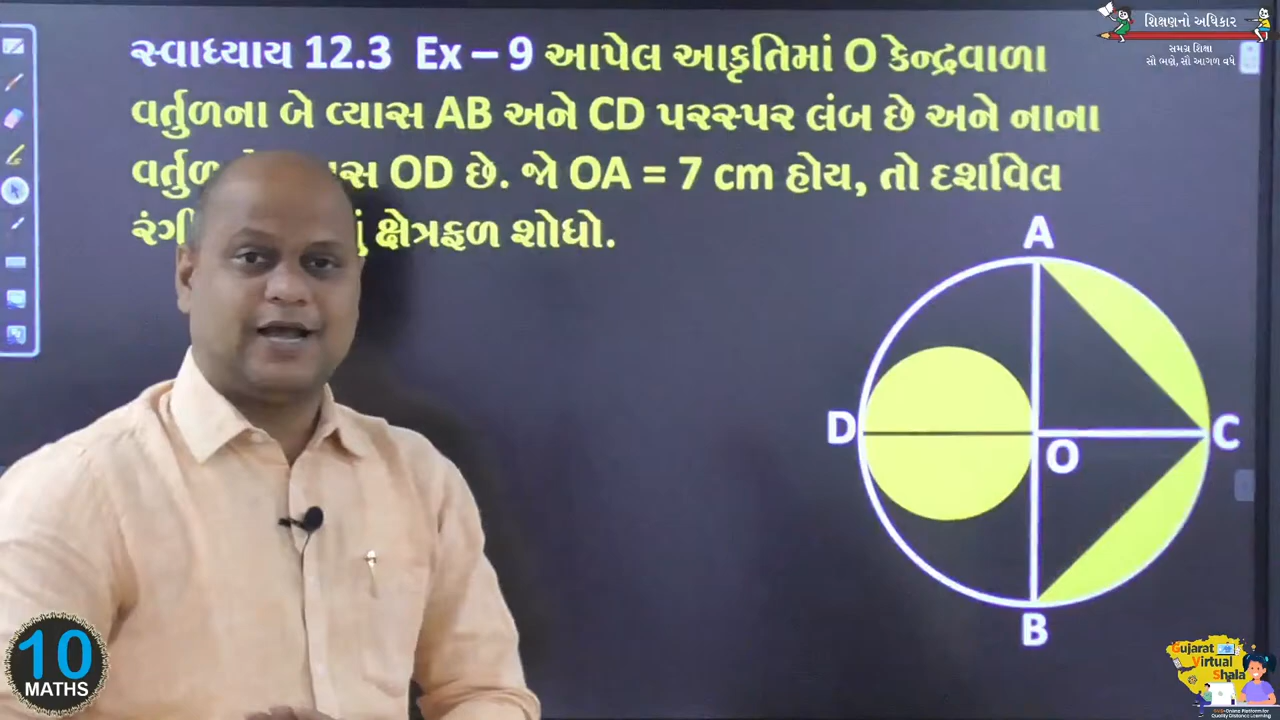 સ્વાધ્યાય 12.3 Ex – 9 આપેલ આકૃતિમાં O કેન્દ્રવાળા
વર્તુળના બે વ્યાસ AB અને CD પરસ્પર લંબ છે અને નાના
OD છે. જો OA = 7 cm હોય, તો દર્શાવેલ
ક્ષેત્રફળ શોધો.
શિક્ષણનો અધિકાર
સમગ્ર શિક્ષા
સૌ ભણે, સૌ આગળ વધે
A
D
O
C
B
10
MATHS
Gujarat
Virtual
Shala